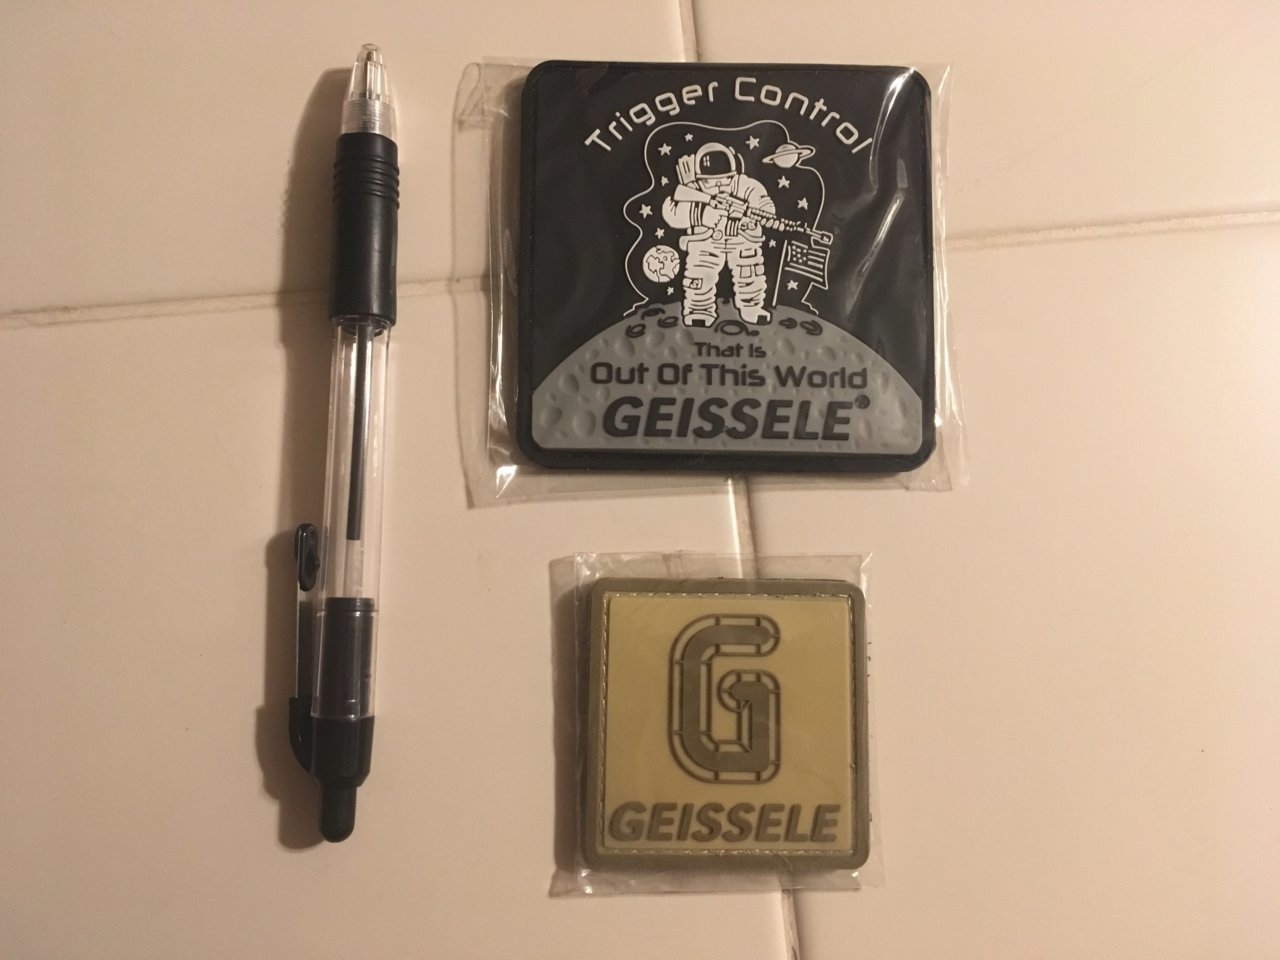 Trigger Control
That Is
Out Of This World
GEISSELE®
G
GEISSELE